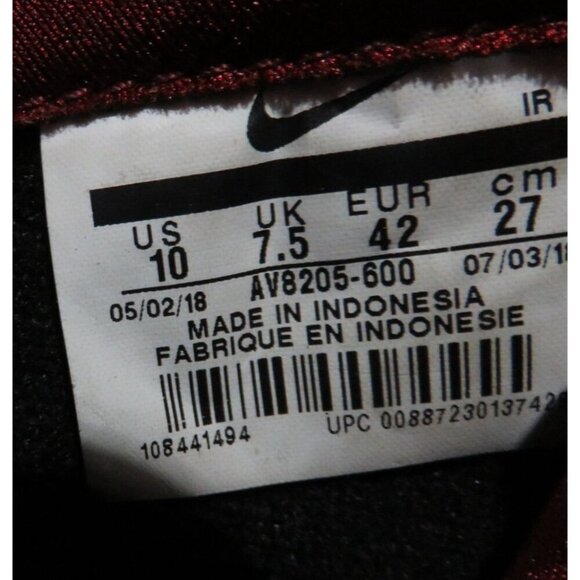 IR
US UK EUR cm
10 7.5 42 27
05/02/18 AV8205-600 07/03/18
MADE IN INDONESIA
FABRIQUE EN INDONESIE
108441494 UPC 0088723013742